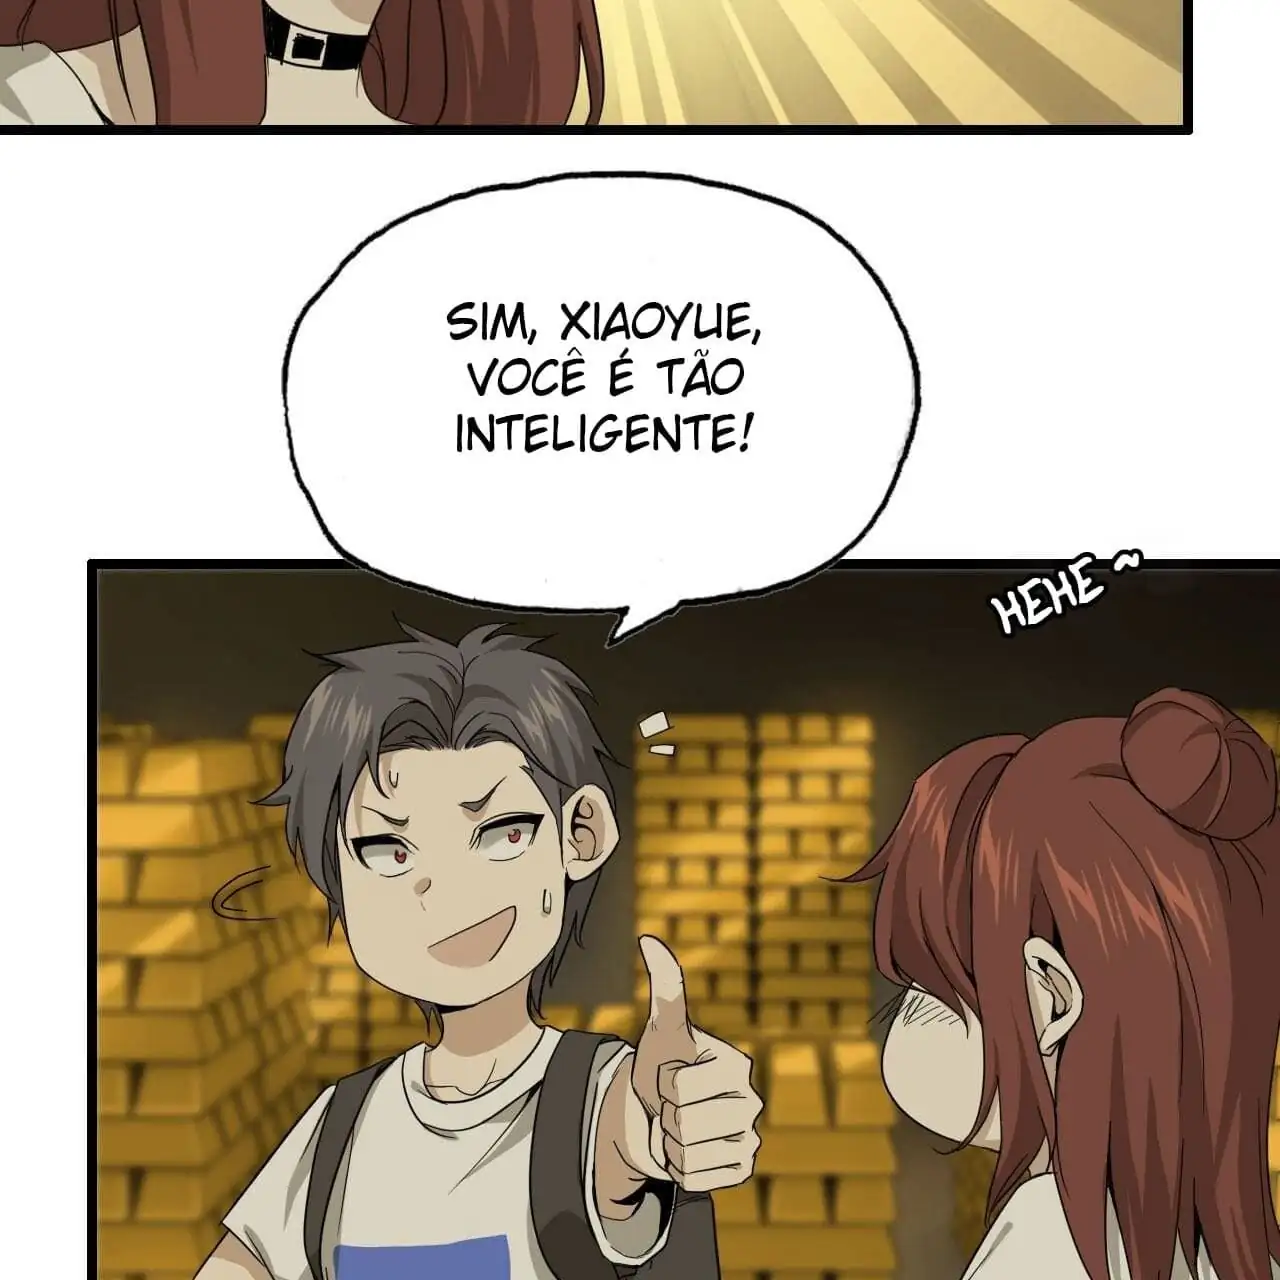 SIM, XIAOYUE,
VOCÊ É TÃO
INTELIGENTE!
HEHE ~